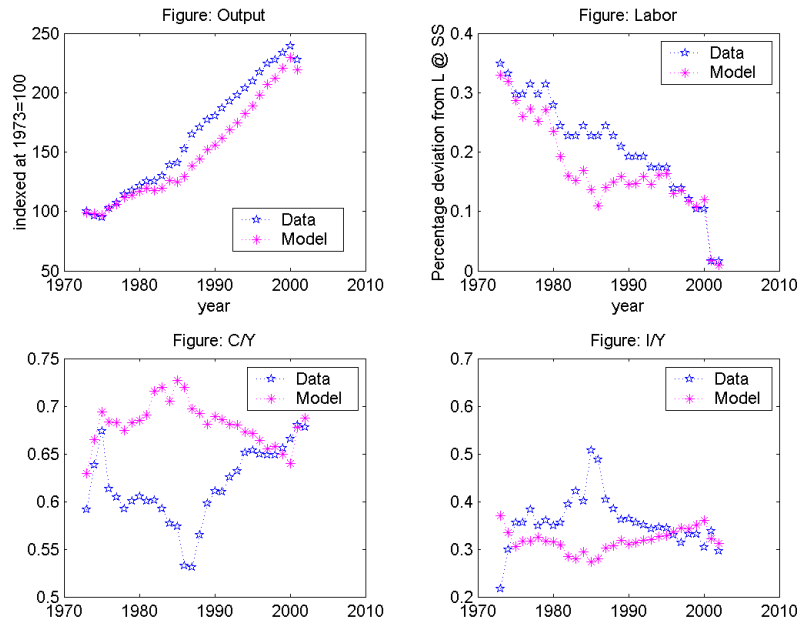 Figure: Output
250
200
150
100
50
indexed at 1973=100
Data
Model
1970
1980
1990
2000
2010
year
Figure: Labor
0.4
0.3
0.2
0.1
0
Percentage deviation from L @ SS
Data
Model
1970
1980
1990
2000
2010
year
Figure: C/Y
0.75
0.7
0.65
0.6
0.55
0.5
Data
Model
1970
1980
1990
2000
2010
Figure: I/Y
0.7
0.6
0.5
0.4
0.3
0.2
Data
Model
1970
1980
1990
2000
2010